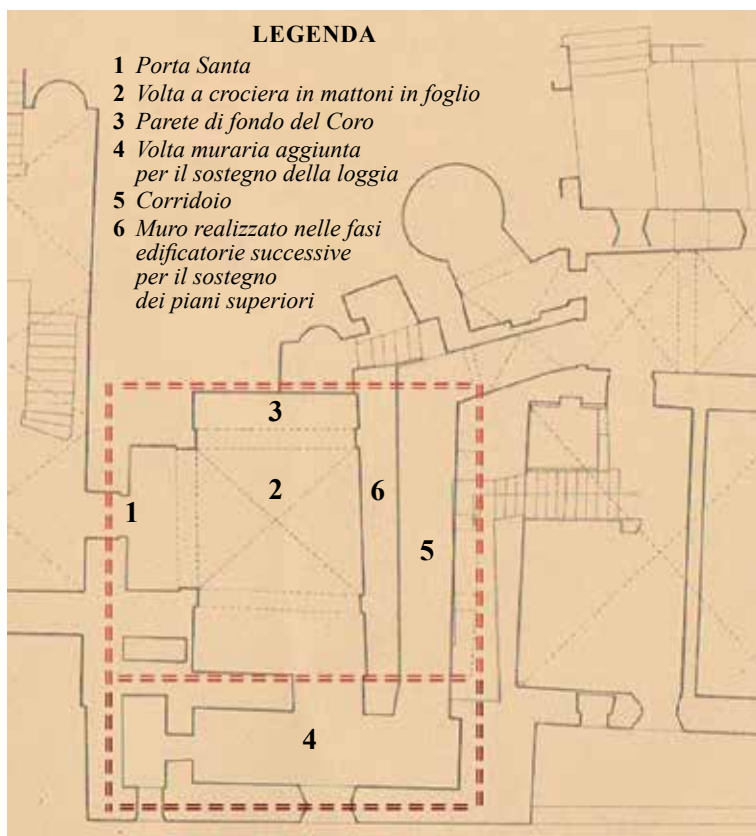 LEGENDA
1 Porta Santa
2 Volta a crociera in mattoni in foglio
3 Parete di fondo del Coro
4 Volta muraria aggiunta
per il sostegno della loggia
5 Corridoio
6 Muro realizzato nelle fasi
edificatorie successive
per il sostegno
dei piani superiori
3
2
6
1
5
4